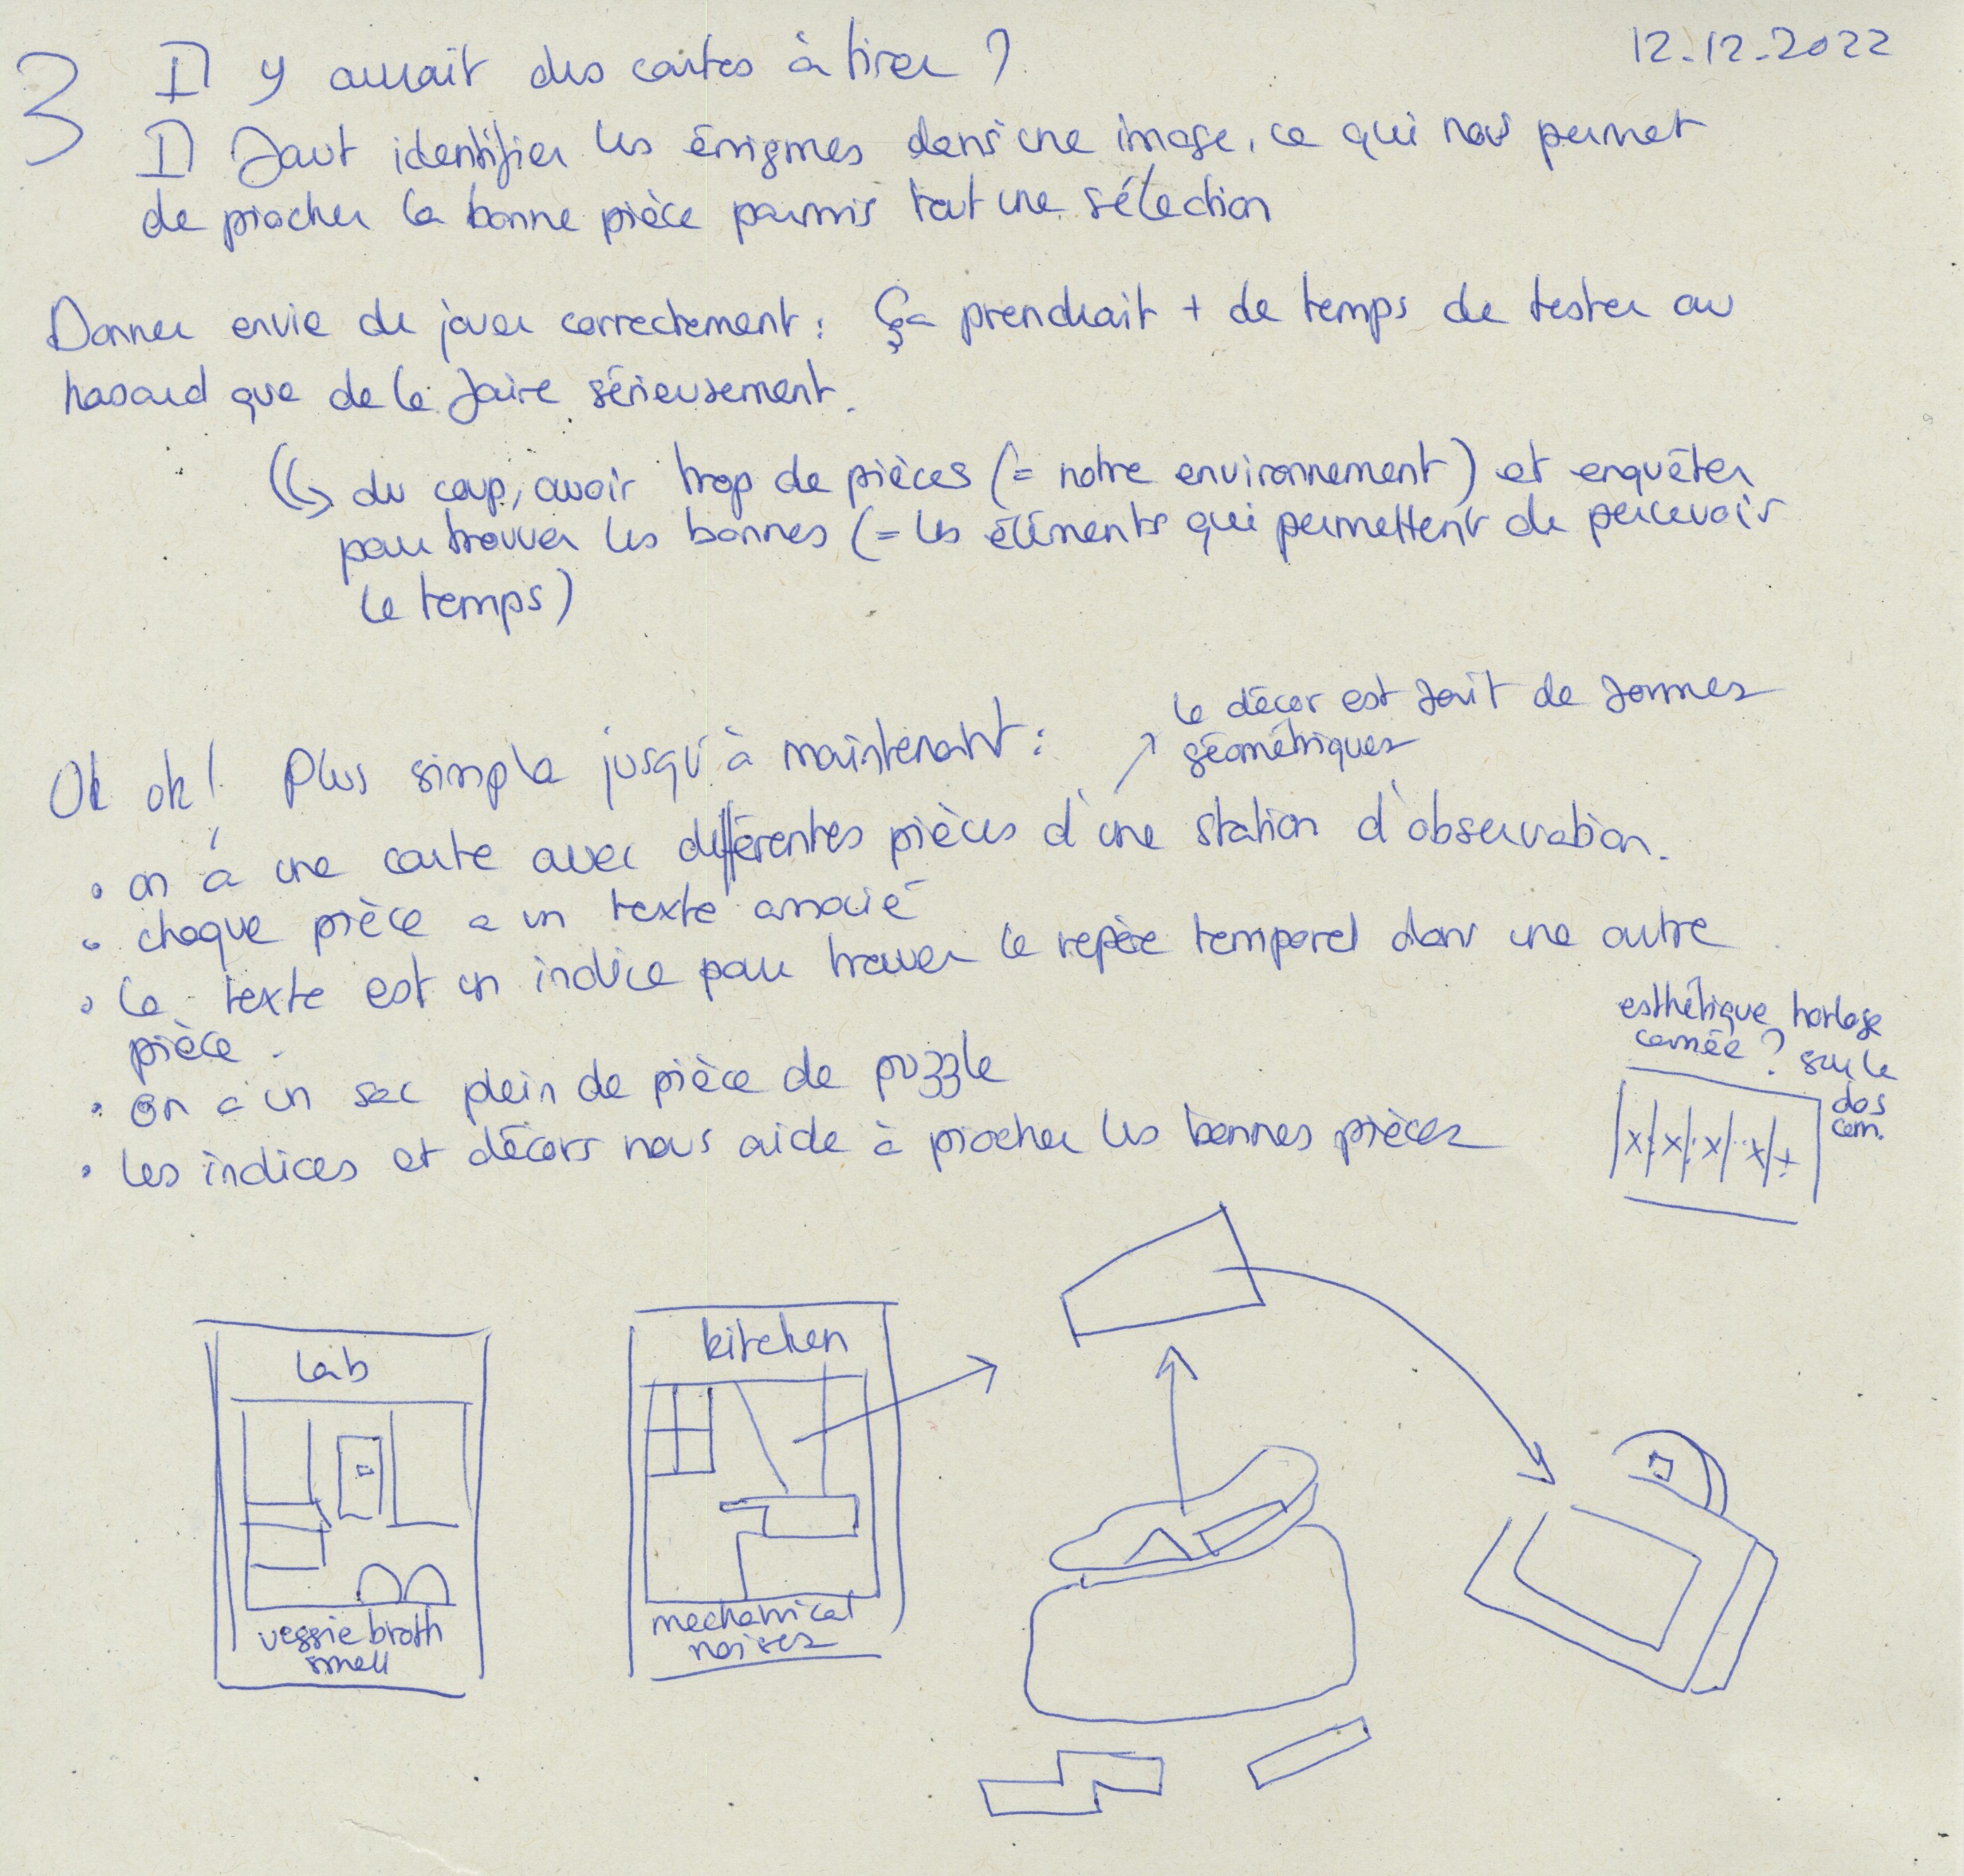 12.12.2022
3
Il y aurait des cartes à tirer ?
Il faut identifier les énigmes dans une image, ce qui nous permet
de piocher la bonne pièce parmis tout une sélection
Donner envie de jouer correctement : Ça prendrait + de temps de tester au
hasard que de le faire sérieusement.
(↳ du coup, avoir trop de pièces (= notre environnement) et enquêter
pour trouver les bonnes (= les éléments qui permettent de percevoir
le temps)
le décor est fait de formes
géométriques
Ok ok ! Plus simple jusqu'à maintenant :
• on a une carte avec différentes pièces d'une station d'observation.
• chaque pièce a un texte associé
• le texte est un indice pour trouver le repère temporel dans une autre
pièce.
• on a un sac plein de pièce de puzzle
• les indices et décors nous aide à piocher les bonnes pièces
esthétique horloge
carrée ? sur le
dos
lab
veggie broth
smell
kitchen
mechanical
noises